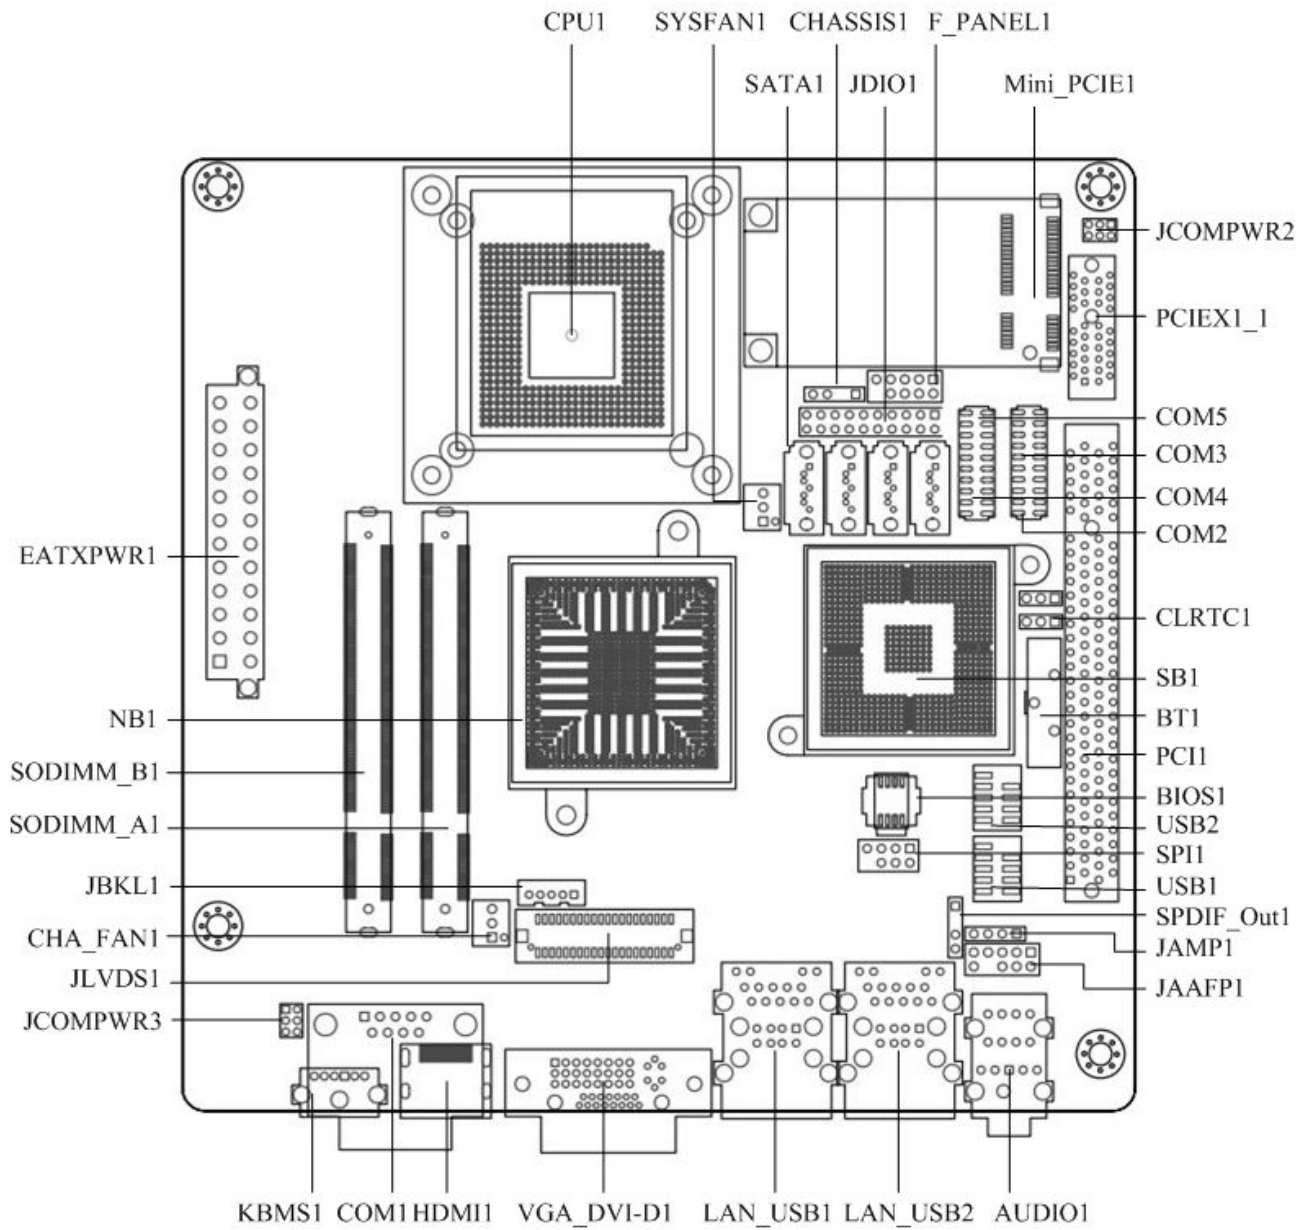 CPU1 SYSFAN1 CHASSIS1 F_PANEL1
SATA1 JDIO1 Mini_PCIE1
JCOMPWR2
PCIEX1_1
COM5
COM3
COM4
COM2
EATXPWR1
CLRTC1
SB1
NB1
BT1
PCI1
SODIMM_B1
BIOS1
USB2
SODIMM_A1
SPI1
JBKL1
USB1
SPDIF_Out1
CHA_FAN1
JAMP1
JLVDS1
JAAFP1
JCOMPWR3
KBMS1 COM1 HDMI1 VGA_DVI-D1 LAN_USB1 LAN_USB2 AUDIO1